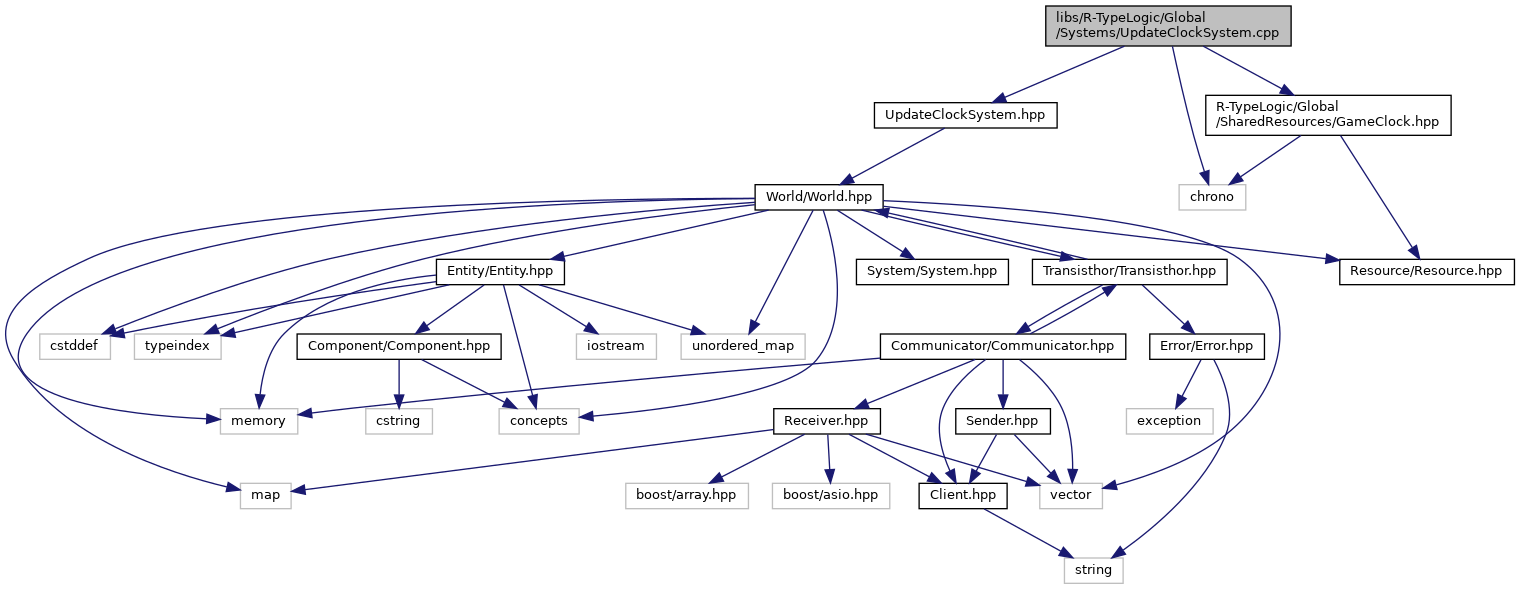 libs/R-TypeLogic/Global
/Systems/UpdateClockSystem.cpp
UpdateClockSystem.hpp
R-TypeLogic/Global
/SharedResources/GameClock.hpp
World/World.hpp
chrono
Entity/Entity.hpp
System/System.hpp
Transisthor/Transisthor.hpp
Resource/Resource.hpp
cstddef
typeindex
Component/Component.hpp
iostream
unordered_map
Communicator/Communicator.hpp
Error/Error.hpp
memory
cstring
concepts
Receiver.hpp
Sender.hpp
exception
map
boost/array.hpp
boost/asio.hpp
Client.hpp
vector
string